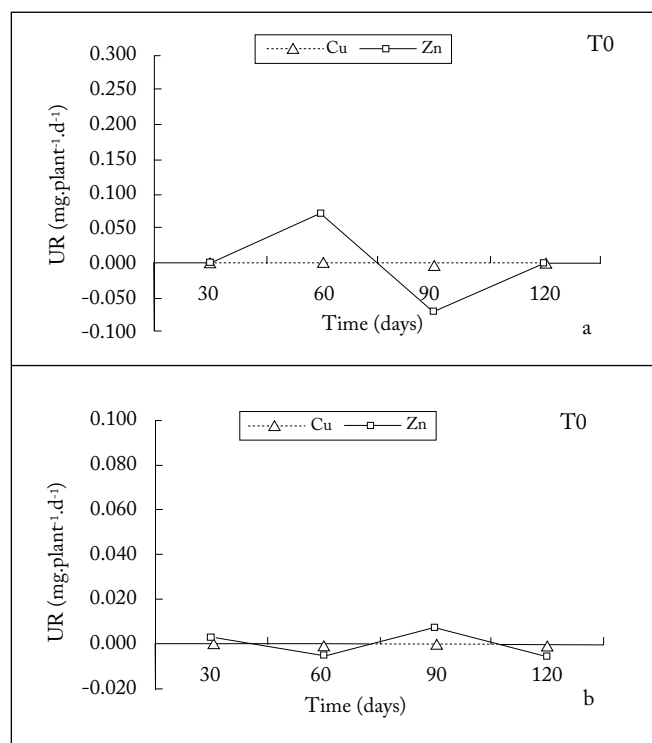 T0
Cu Zn
0.300
0.250
0.200
0.150
0.100
0.050
0.000
-0.050
-0.100
UR (mg.plant⁻¹.d⁻¹)
30 60 90 120
Time (days)
a
T0
Cu Zn
0.100
0.080
0.060
0.040
0.020
0.000
-0.020
UR (mg.plant⁻¹.d⁻¹)
30 60 90 120
Time (days)
b